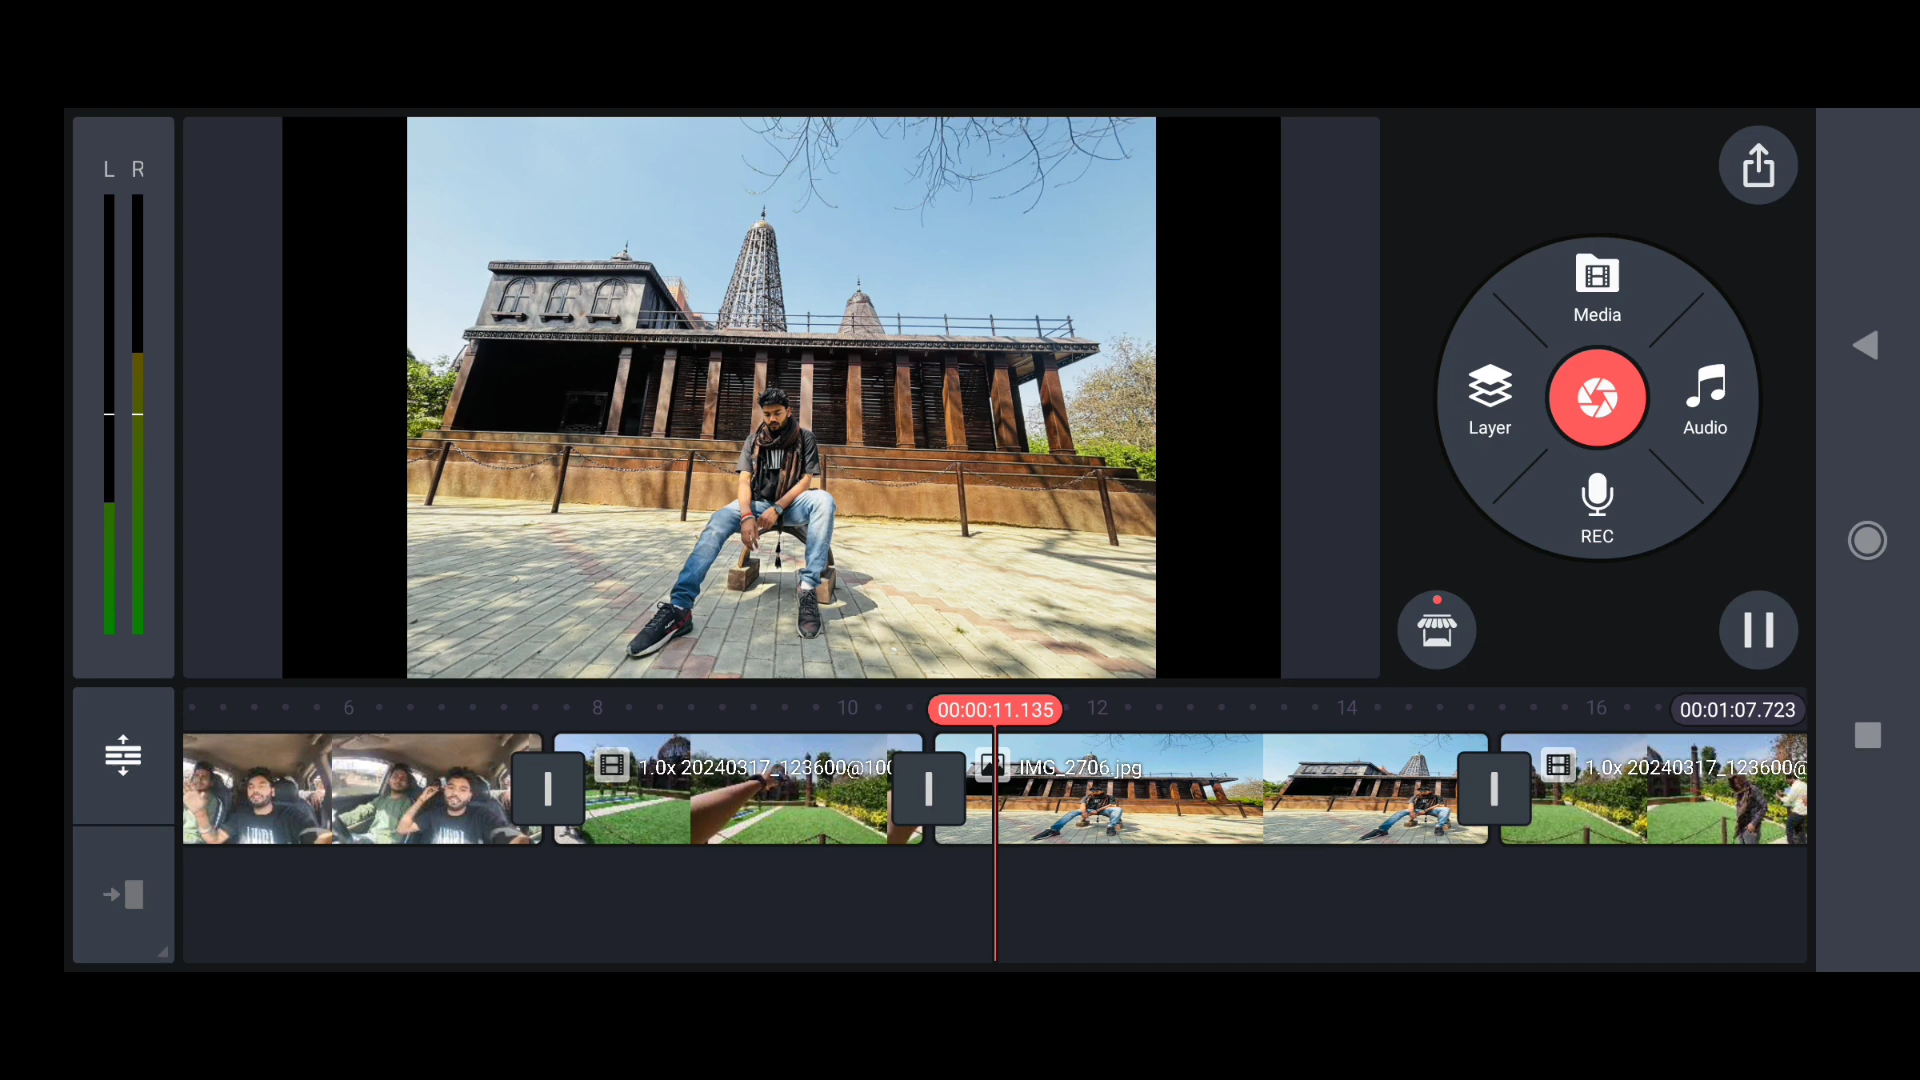 L R
Media
Layer
Audio
REC
6 8 10 00:00:11.135 12 14 16 00:01:07.723
1.0x 20240317_123600@100 IMG_2706.jpg 1.0x 20240317_123600@